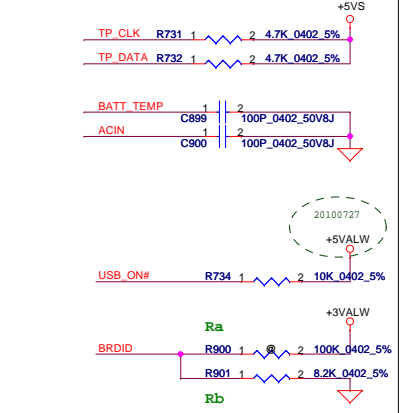 +5VS
TP_CLK R731 1 2 4.7K_0402_5%
TP_DATA R732 1 2 4.7K_0402_5%
BATT_TEMP 1 2
C899 100P_0402_50V8J
ACIN 1 2
C900 100P_0402_50V8J
20100727
+5VALW
USB_ON# R734 1 2 10K_0402_5%
+3VALW
Ra
BRDID R900 1 @ 2 100K_0402_5%
R901 1 2 8.2K_0402_5%
Rb